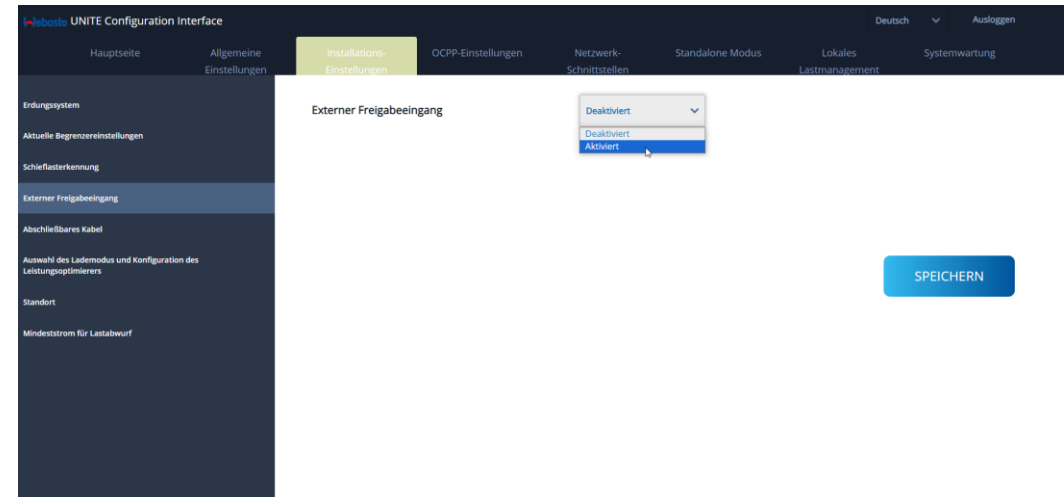 Webasto UNITE Configuration Interface
Deutsch
Ausloggen
Hauptseite
Allgemeine
Einstellungen
Installations-
Einstellungen
OCPP-Einstellungen
Netzwerk-
Schnittstellen
Standalone Modus
Lokales
Lastmanagement
Systemwartung
Erdungssystem
Aktuelle Begrenzereinstellungen
Schieflasterkennung
Externer Freigabeeingang
Abschließbares Kabel
Auswahl des Lademodus und Konfiguration des
Leistungsoptimierers
Standort
Mindeststrom für Lastabwurf
Externer Freigabeeingang
Deaktiviert
Deaktiviert
Aktiviert
SPEICHERN